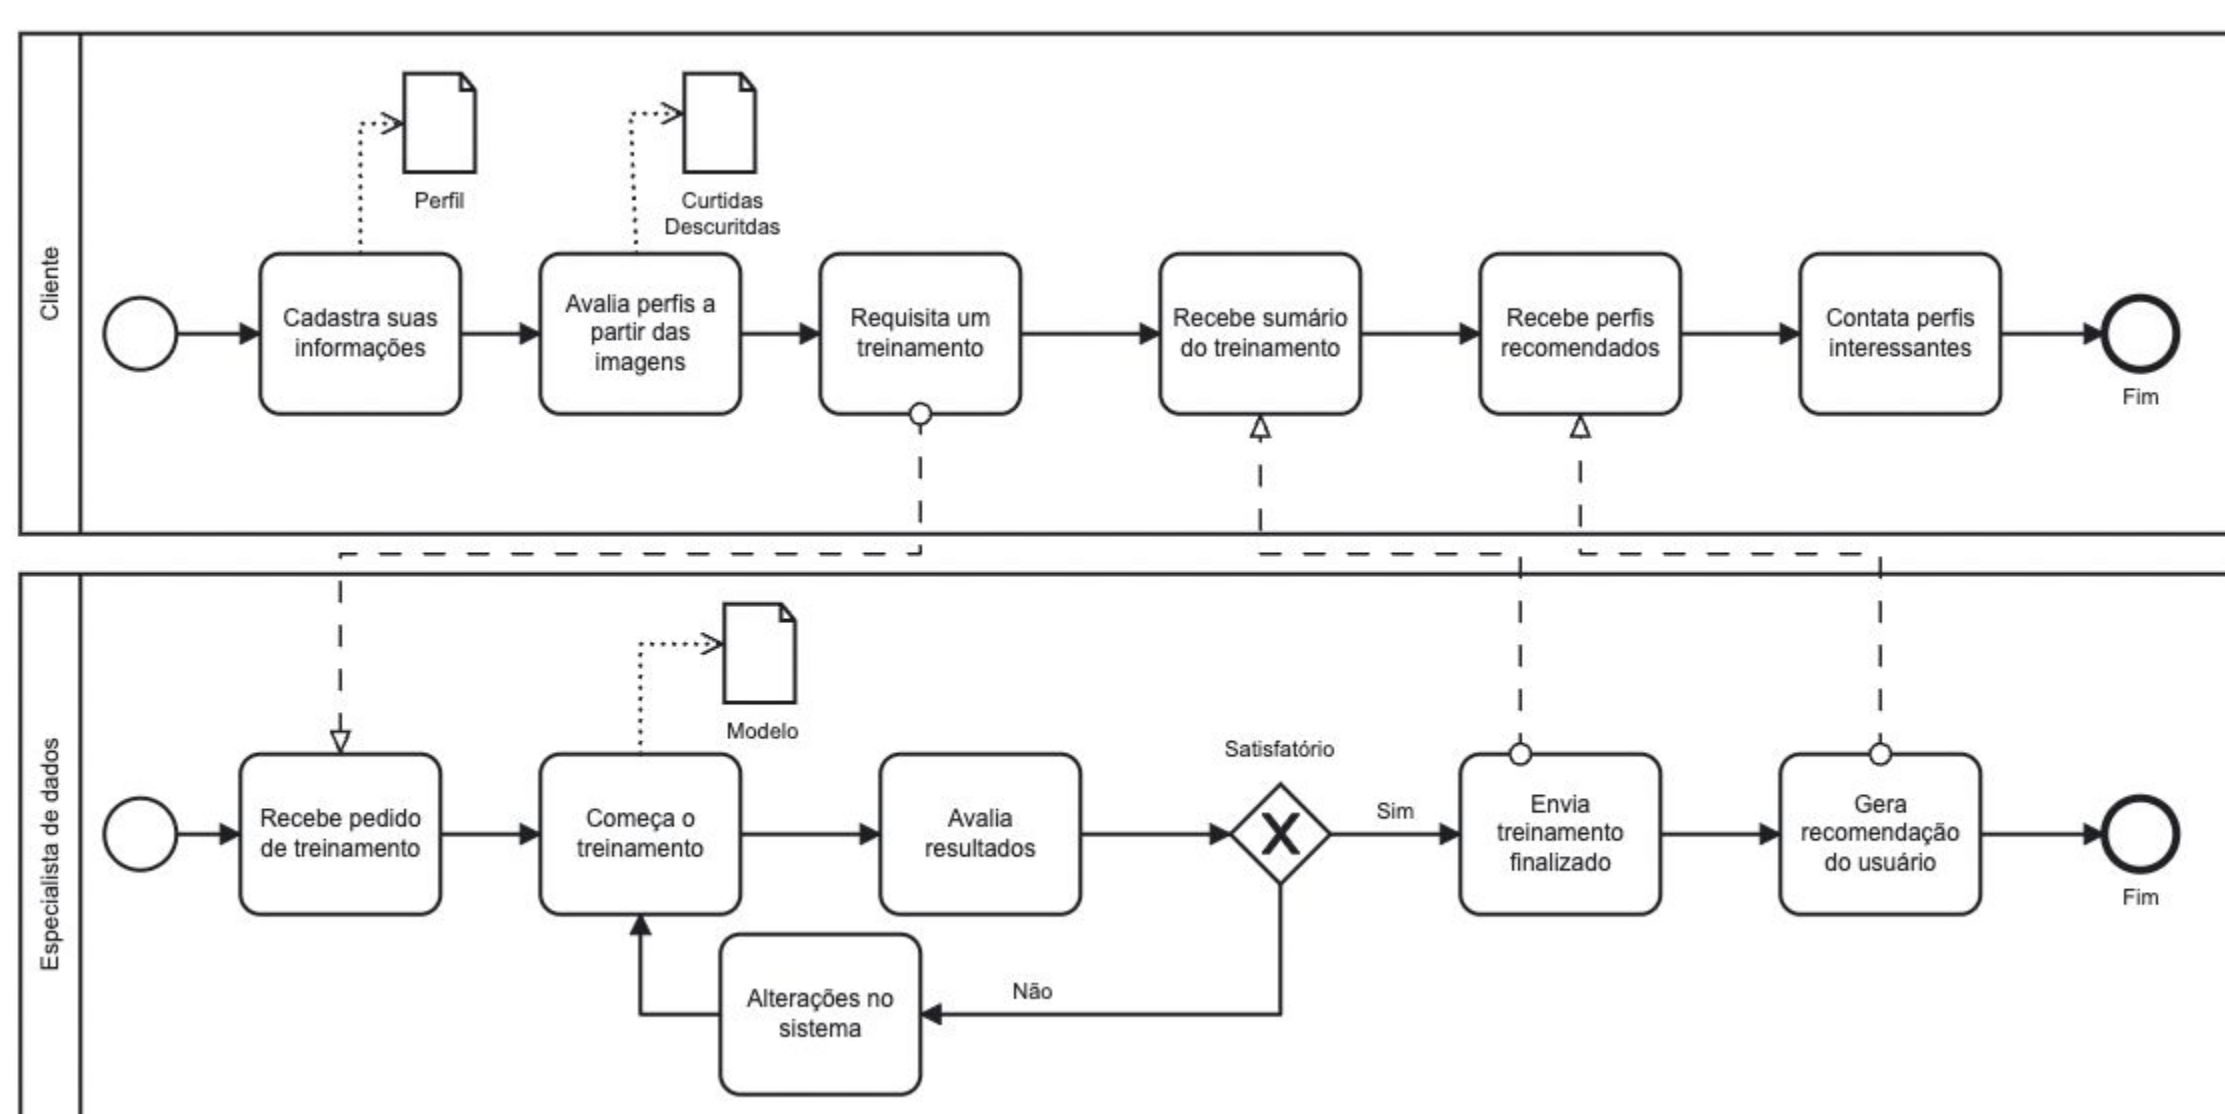 Cliente
Perfil
Curtidas
Descuritdas
Cadastra suas
informações
Avalia perfis a
partir das
imagens
Requisita um
treinamento
Recebe sumário
do treinamento
Recebe perfis
recomendados
Contata perfis
interessantes
Fim
Especialista de dados
Modelo
Recebe pedido
de treinamento
Começa o
treinamento
Avalia
resultados
Satisfatório
Sim
Envia
treinamento
finalizado
Gera
recomendação
do usuário
Fim
Não
Alterações no
sistema